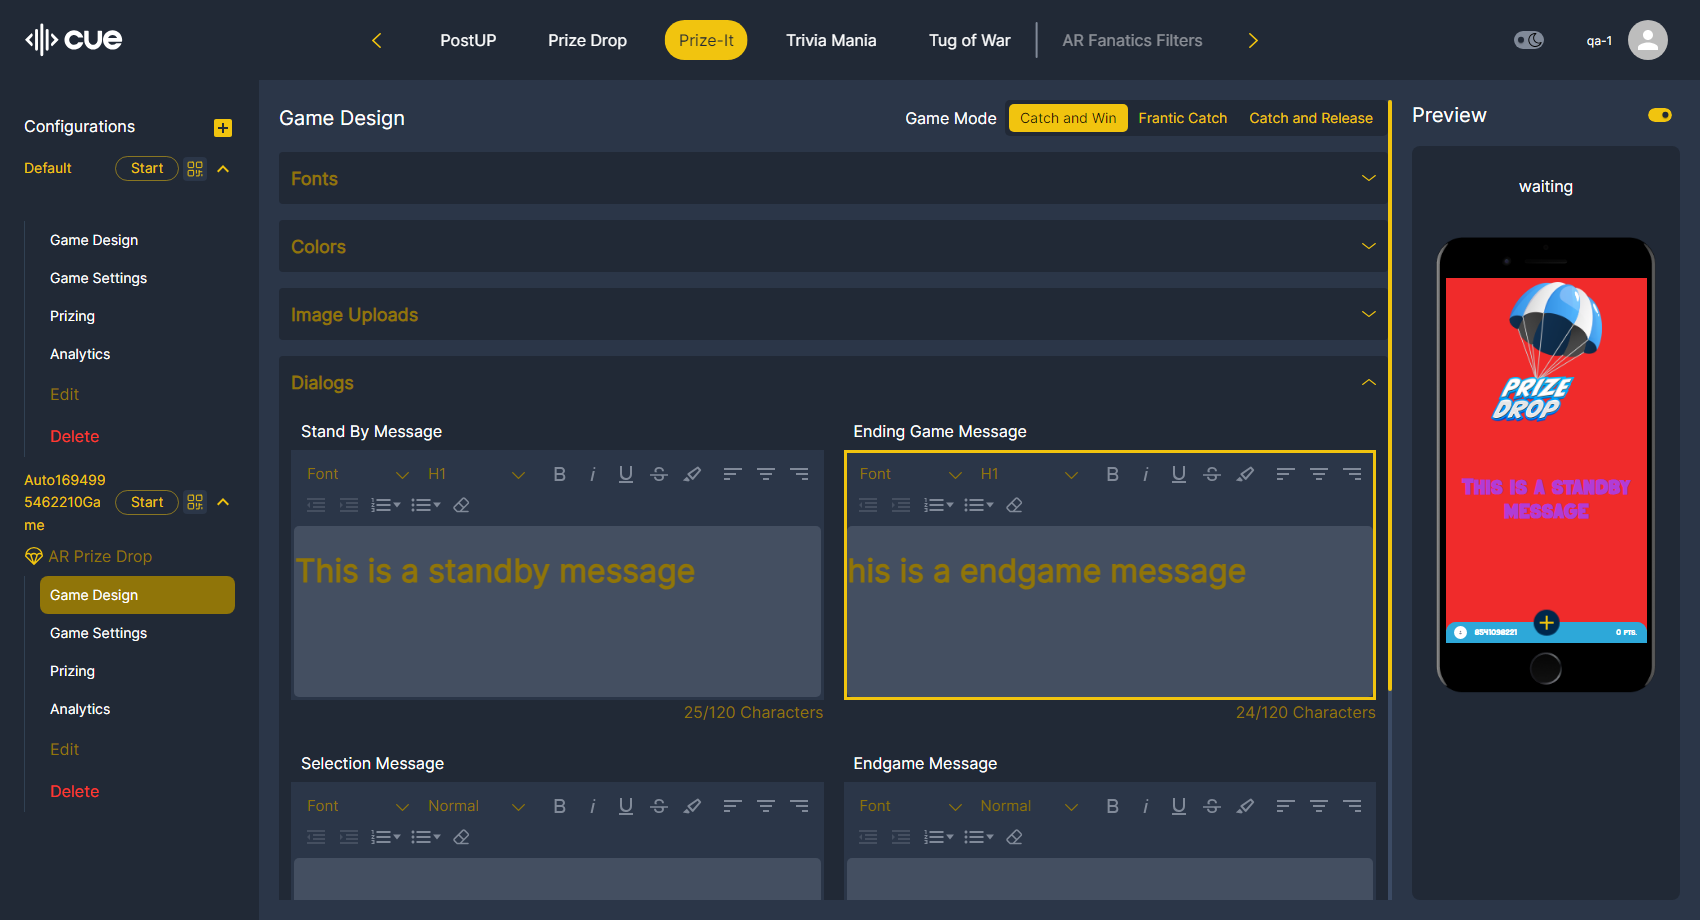 cue
PostUP
Prize Drop
Prize-It
Trivia Mania
Tug of War
AR Fanatics Filters
qa-1
Configurations
Default
Start
Game Design
Game Settings
Prizing
Analytics
Edit
Delete
Auto169499
5462210Ga
me
Start
AR Prize Drop
Game Design
Game Settings
Prizing
Analytics
Edit
Delete
Game Design
Game Mode
Catch and Win
Frantic Catch
Catch and Release
Fonts
Colors
Image Uploads
Dialogs
Stand By Message
Font
H1
This is a standby message
25/120 Characters
Ending Game Message
Font
H1
his is a endgame message
24/120 Characters
Selection Message
Font
Normal
Endgame Message
Font
Normal
Preview
waiting
PRIZE
DROP
THIS IS A STANDBY
MESSAGE
8541098221
0 PTS.